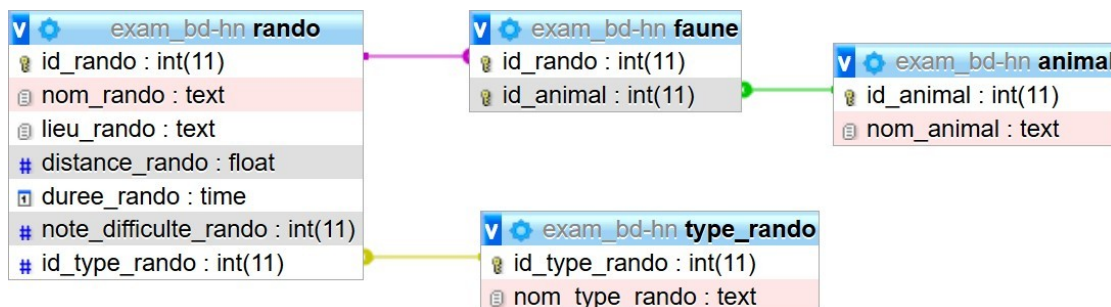 exam_bd-hn rando
id_rando : int(11)
nom_rando : text
lieu_rando : text
distance_rando : float
duree_rando : time
note_difficulte_rando : int(11)
id_type_rando : int(11)
exam_bd-hn faune
id_rando : int(11)
id_animal : int(11)
exam_bd-hn animal
id_animal : int(11)
nom_animal : text
exam_bd-hn type_rando
id_type_rando : int(11)
nom_type_rando : text